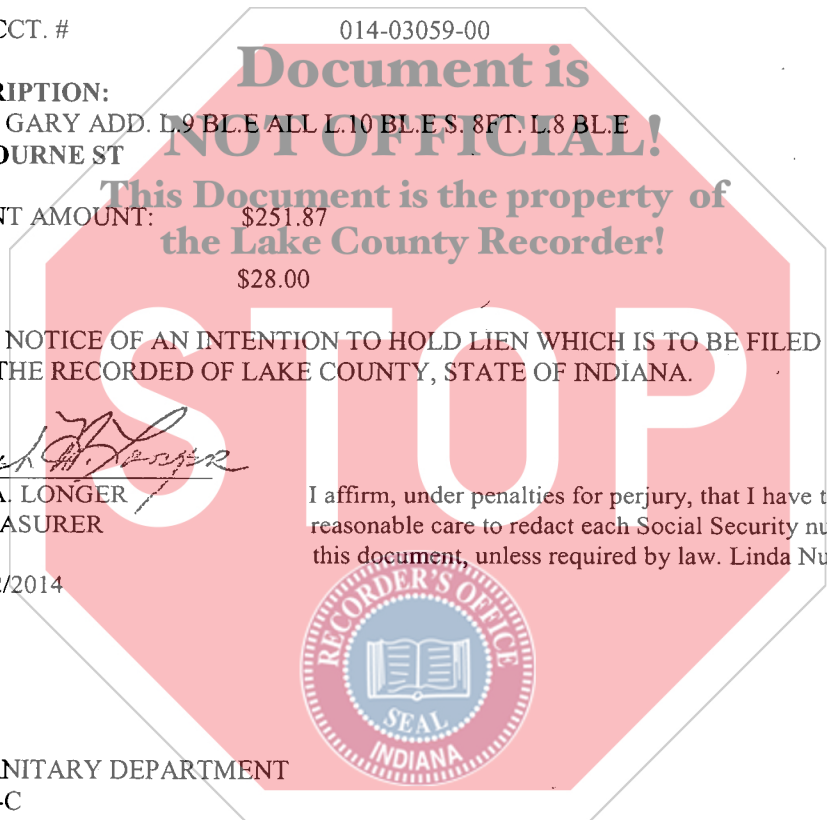 CCT. # 014-03059-00
Document is
RIPTION:
GARY ADD. L.9 BL.E ALL L.10 BL.E S. 8FT. L.8 BL.E
NOT OFFICIAL!
OURNE ST
This Document is the property of
NT AMOUNT: $251.87
the Lake County Recorder!
$28.00
NOTICE OF AN INTENTION TO HOLD LIEN WHICH IS TO BE FILED
THE RECORDED OF LAKE COUNTY, STATE OF INDIANA.
STOP
A. LONGER
I affirm, under penalties for perjury, that I have t
ASURER
reasonable care to redact each Social Security nu
this document, unless required by law. Linda Nu
2/2014
RECORDER'S OFFICE
SEAL
INDIANA
NITARY DEPARTMENT
-C